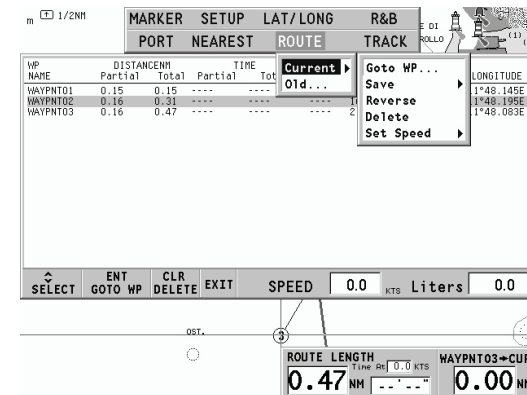 m ↑ 1/2NM
MARKER SETUP LAT/LONG R&B
PORT NEAREST ROUTE TRACK
E DI
ROLLO
(1)
WP DISTANCENM TIME LONGITUDE
NAME Partial Total Partial Tot
WAYPNT01 0.15 0.15 ---- ---- 1°48.145E
WAYPNT02 0.16 0.31 ---- ---- 1°48.195E
WAYPNT03 0.16 0.47 ---- ---- 2 1°48.083E
Current
Old...
Goto WP...
Save
Reverse
Delete
Set Speed
SELECT
ENT
GOTO WP
CLR
DELETE
EXIT
SPEED 0.0 KTS Liters 0.0
OST.
3
ROUTE LENGTH
Time At 0.0 KTS
0.47 NM --'--"
WAYPNT03→CUR
0.00 NM